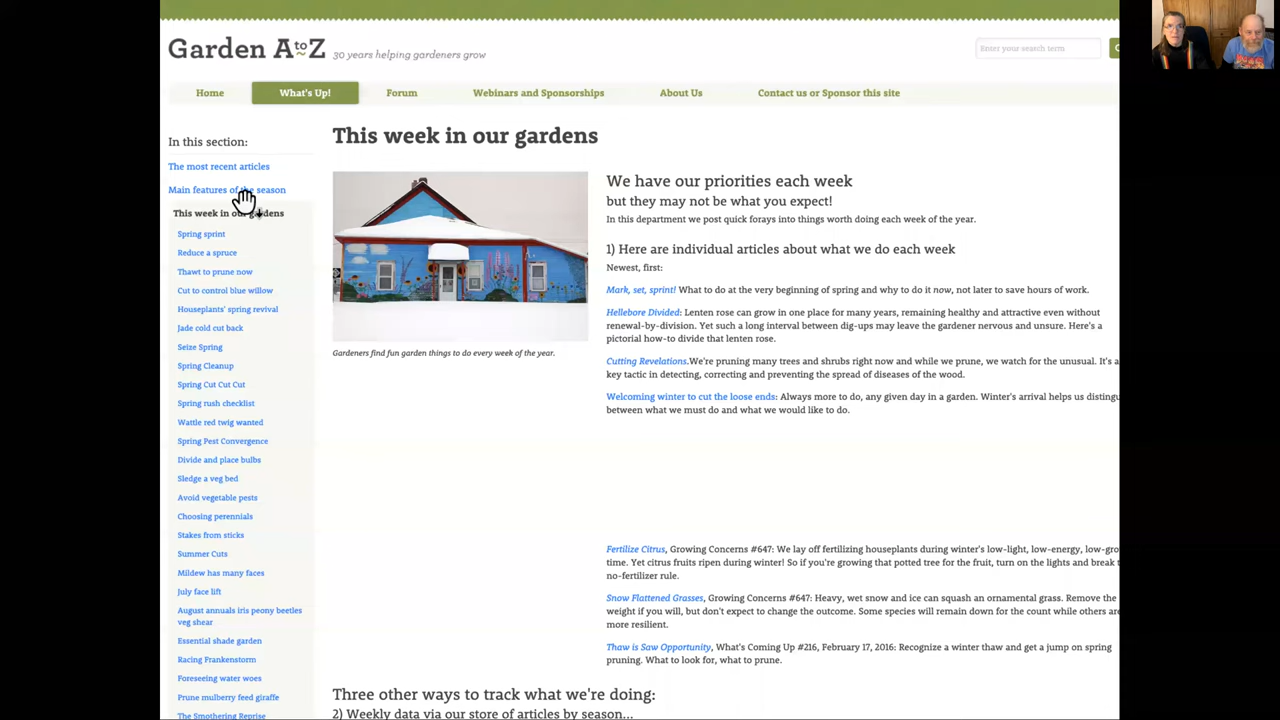 Garden AtoZ 30 years helping gardeners grow
Enter your search term
Home What's Up! Forum Webinars and Sponsorships About Us Contact us or Sponsor this site
In this section:
The most recent articles
Main features of the season
This week in our gardens
Spring sprint
Reduce a spruce
Thawt to prune now
Cut to control blue willow
Houseplants' spring revival
Jade cold cut back
Seize Spring
Spring Cleanup
Spring Cut Cut Cut
Spring rush checklist
Wattle red twig wanted
Spring Pest Convergence
Divide and place bulbs
Sledge a veg bed
Avoid vegetable pests
Choosing perennials
Stakes from sticks
Summer Cuts
Mildew has many faces
July face lift
August annuals iris peony beetles
veg shear
Essential shade garden
Racing Frankenstorm
Foreseeing water woes
Prune mulberry feed giraffe
The Smothering Reprise
This week in our gardens
Gardeners find fun garden things to do every week of the year.
We have our priorities each week
but they may not be what you expect!
In this department we post quick forays into things worth doing each week of the year.
1) Here are individual articles about what we do each week
Newest, first:
Mark, set, sprint! What to do at the very beginning of spring and why to do it now, not later to save hours of work.
Hellebore Divided: Lenten rose can grow in one place for many years, remaining healthy and attractive even without
renewal-by-division. Yet such a long interval between dig-ups may leave the gardener nervous and unsure. Here's a
pictorial how-to divide that lenten rose.
Cutting Revelations.We're pruning many trees and shrubs right now and while we prune, we watch for the unusual. It's a
key tactic in detecting, correcting and preventing the spread of diseases of the wood.
Welcoming winter to cut the loose ends: Always more to do, any given day in a garden. Winter's arrival helps us distingu
between what we must do and what we would like to do.
Fertilize Citrus, Growing Concerns #647: We lay off fertilizing houseplants during winter's low-light, low-energy, low-gro
time. Yet citrus fruits ripen during winter! So if you're growing that potted tree for the fruit, turn on the lights and break t
no-fertilizer rule.
Snow Flattened Grasses, Growing Concerns #647: Heavy, wet snow and ice can squash an ornamental grass. Remove the
weight if you will, but don't expect to change the outcome. Some species will remain down for the count while others are
more resilient.
Thaw is Saw Opportunity, What's Coming Up #216, February 17, 2016: Recognize a winter thaw and get a jump on spring
pruning. What to look for, what to prune.
Three other ways to track what we're doing:
2) Weekly data via our store of articles by season...